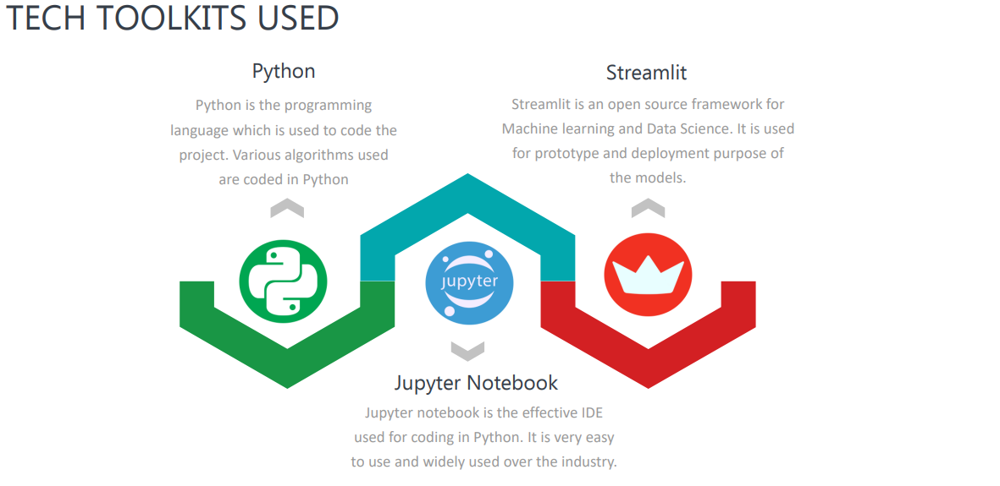 TECH TOOLKITS USED
Python
Python is the programming
language which is used to code the
project. Various algorithms used
are coded in Python
Streamlit
Streamlit is an open source framework for
Machine learning and Data Science. It is used
for prototype and deployment purpose of
the models.
jupyter
Jupyter Notebook
Jupyter notebook is the effective IDE
used for coding in Python. It is very easy
to use and widely used over the industry.